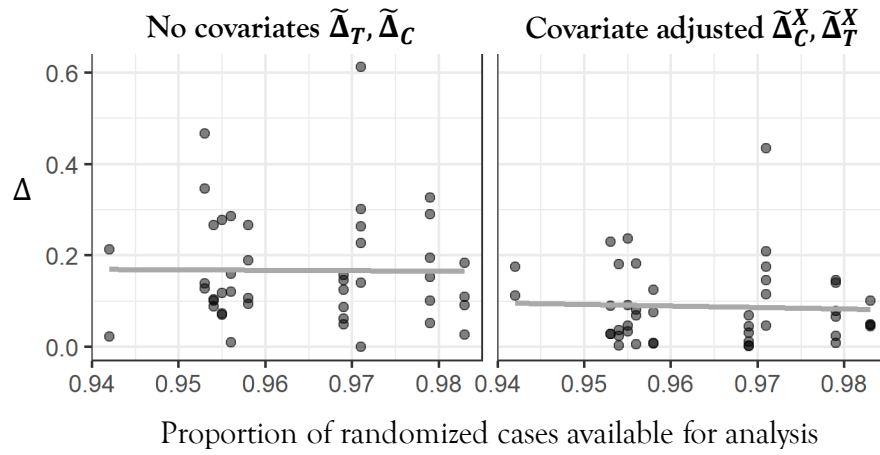 No covariates Δ̃_T, Δ̃_C
Covariate adjusted Δ̃_C^X, Δ̃_T^X
0.6
0.4
Δ
0.2
0.0
0.94 0.95 0.96 0.97 0.98 0.94 0.95 0.96 0.97 0.98
Proportion of randomized cases available for analysis